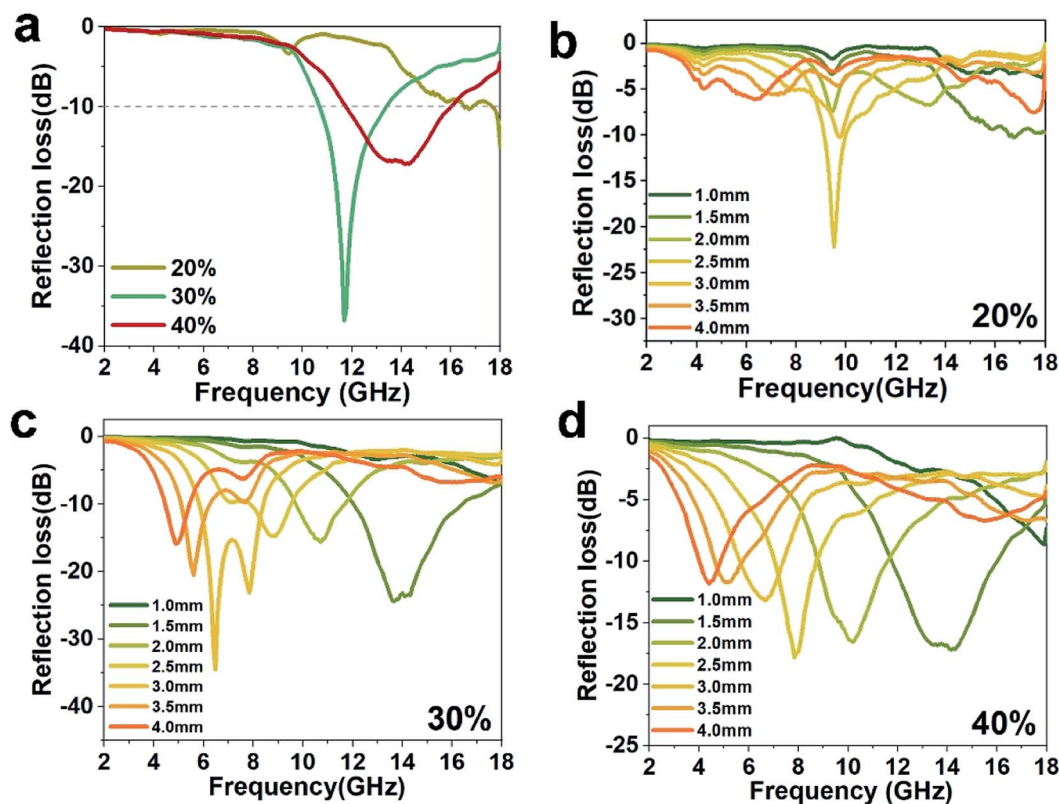 a
0
-10
-20
-30
-40
Reflection loss(dB)
20%
30%
40%
2 4 6 8 10 12 14 16 18
Frequency (GHz)
b
0
-5
-10
-15
-20
-25
-30
Reflection loss(dB)
1.0mm
1.5mm
2.0mm
2.5mm
3.0mm
3.5mm
4.0mm
20%
2 4 6 8 10 12 14 16 18
Frequency(GHz)
c
0
-10
-20
-30
-40
Reflection loss(dB)
1.0mm
1.5mm
2.0mm
2.5mm
3.0mm
3.5mm
4.0mm
30%
2 4 6 8 10 12 14 16 18
Frequency(GHz)
d
0
-5
-10
-15
-20
-25
Reflection loss(dB)
1.0mm
1.5mm
2.0mm
2.5mm
3.0mm
3.5mm
4.0mm
40%
2 4 6 8 10 12 14 16 18
Frequency(GHz)